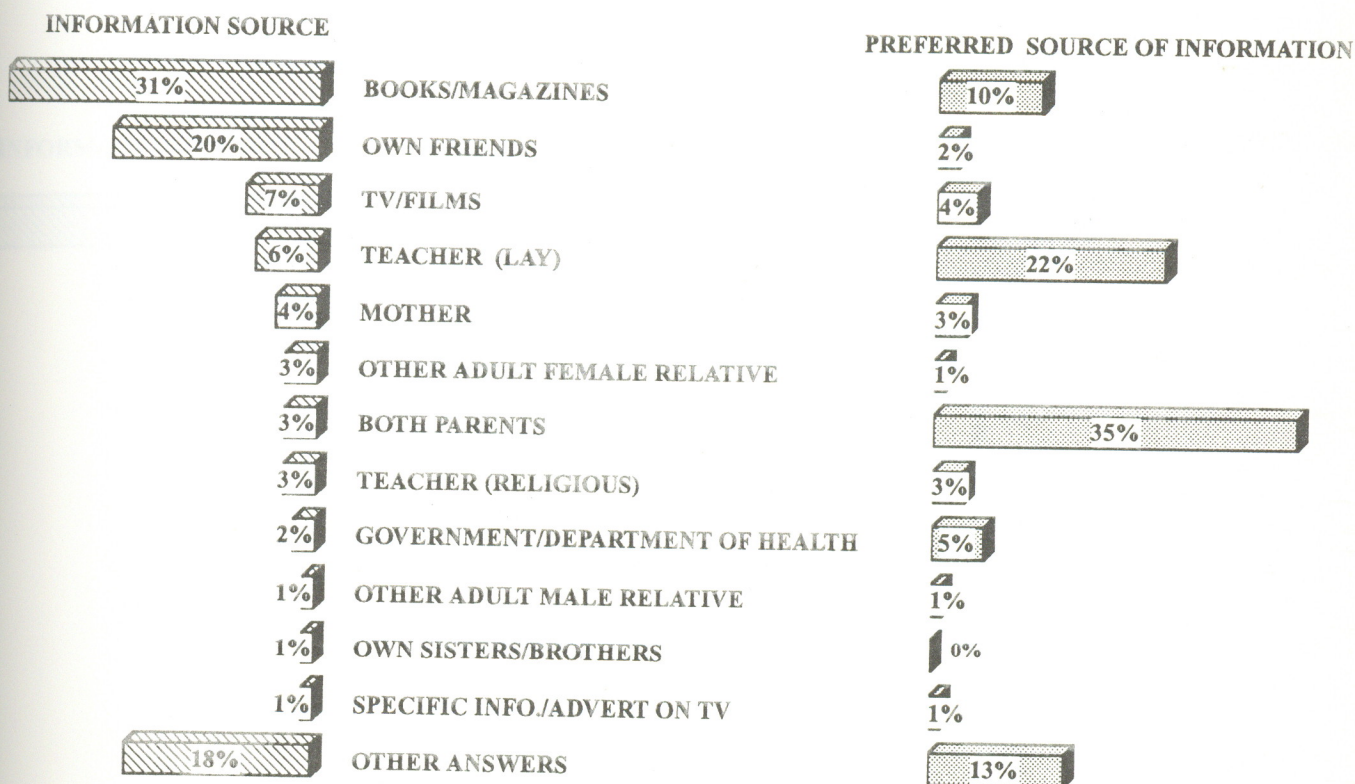 INFORMATION SOURCE
PREFERRED SOURCE OF INFORMATION
31% BOOKS/MAGAZINES 10%
20% OWN FRIENDS 2%
7% TV/FILMS 4%
6% TEACHER (LAY) 22%
4% MOTHER 3%
3% OTHER ADULT FEMALE RELATIVE 1%
3% BOTH PARENTS 35%
3% TEACHER (RELIGIOUS) 3%
2% GOVERNMENT/DEPARTMENT OF HEALTH 5%
1% OTHER ADULT MALE RELATIVE 1%
1% OWN SISTERS/BROTHERS 0%
1% SPECIFIC INFO./ADVERT ON TV 1%
18% OTHER ANSWERS 13%